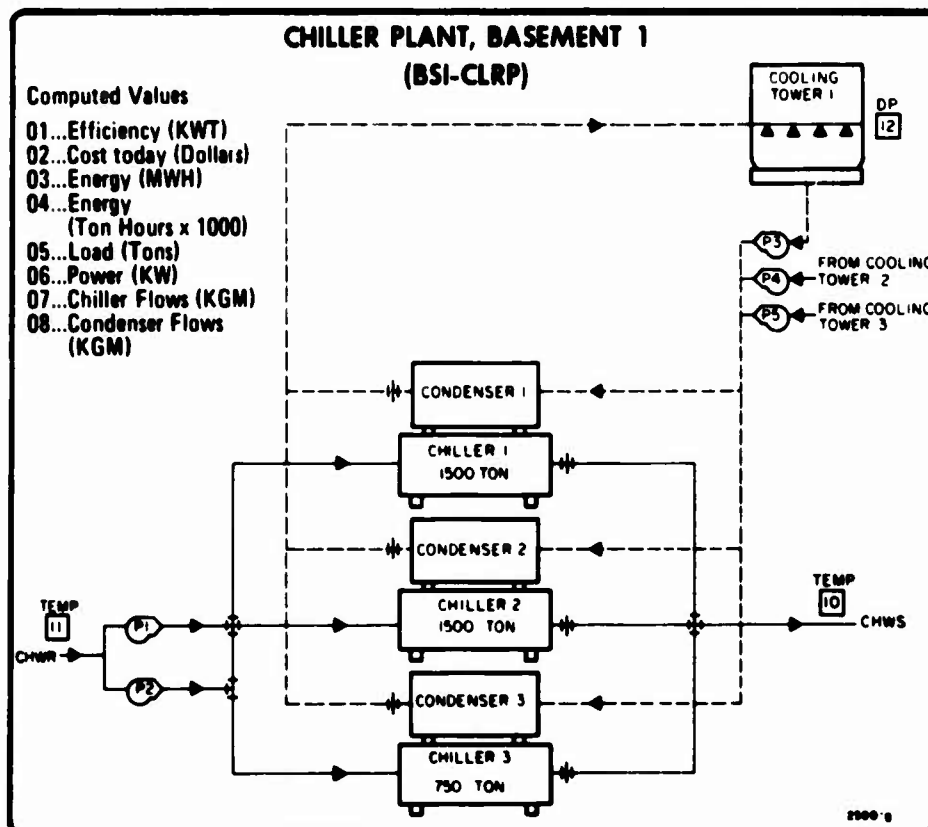 CHILLER PLANT, BASEMENT 1
(BSI-CLRP)
Computed Values
01...Efficiency (KWT)
02...Cost today (Dollars)
03...Energy (MWH)
04...Energy
(Ton Hours x 1000)
05...Load (Tons)
06...Power (KW)
07...Chiller Flows (KGM)
08...Condenser Flows
(KGM)
COOLING
TOWER 1
DP
12
P3
P4
FROM COOLING
TOWER 2
P5
FROM COOLING
TOWER 3
CONDENSER 1
CHILLER 1
1500 TON
CONDENSER 2
CHILLER 2
1500 TON
TEMP
11
CHWR
P1
P2
TEMP
10
CHWS
CONDENSER 3
CHILLER 3
750 TON